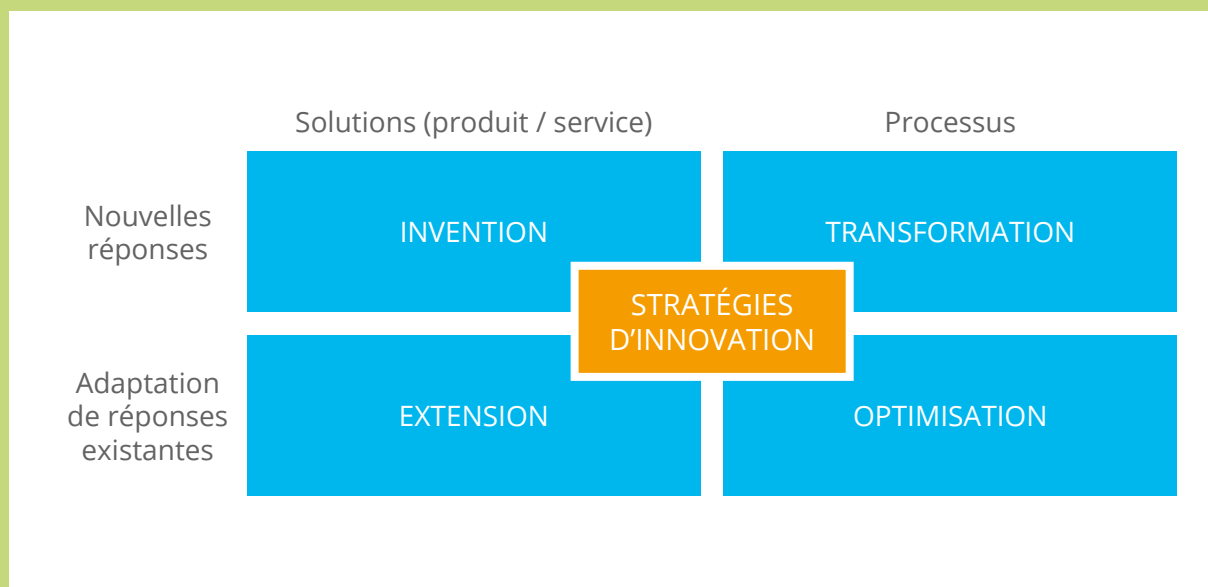 Solutions (produit / service)
Processus
Nouvelles
réponses
INVENTION
TRANSFORMATION
STRATÉGIES
D’INNOVATION
Adaptation
de réponses
existantes
EXTENSION
OPTIMISATION